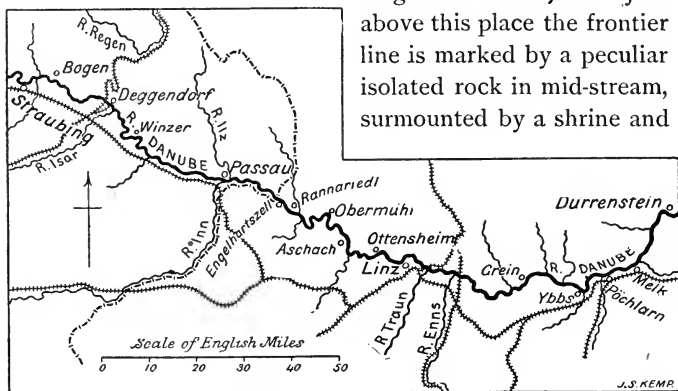 above this place the frontier
line is marked by a peculiar
isolated rock in mid-stream,
surmounted by a shrine and
R. Regen
Bogen
Deggendorf
Straubing
R.
Winzer
R. Ilz
R. Isar
DANUBE
Passau
Rannariedl
Obermühl
Durrenstein
R. Inn
Engelhartszell
Aschach
Ottensheim
Linz
Grein
R. DANUBE
Melk
Ybbs
Pöchlarn
R. Traun
R. Enns
Scale of English Miles
0 10 20 30 40 50
J.S. KEMP.